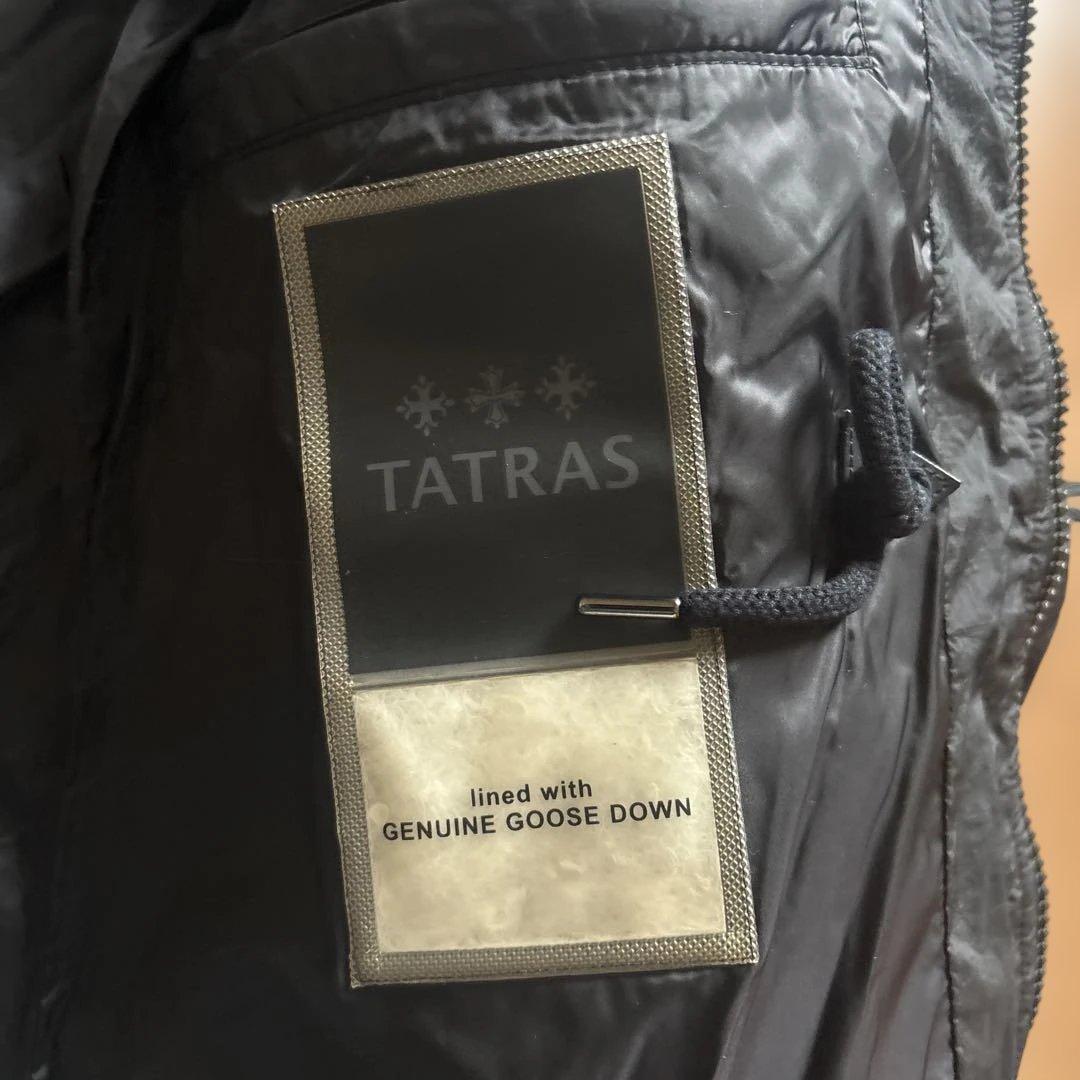 TATRAS
lined with
GENUINE GOOSE DOWN